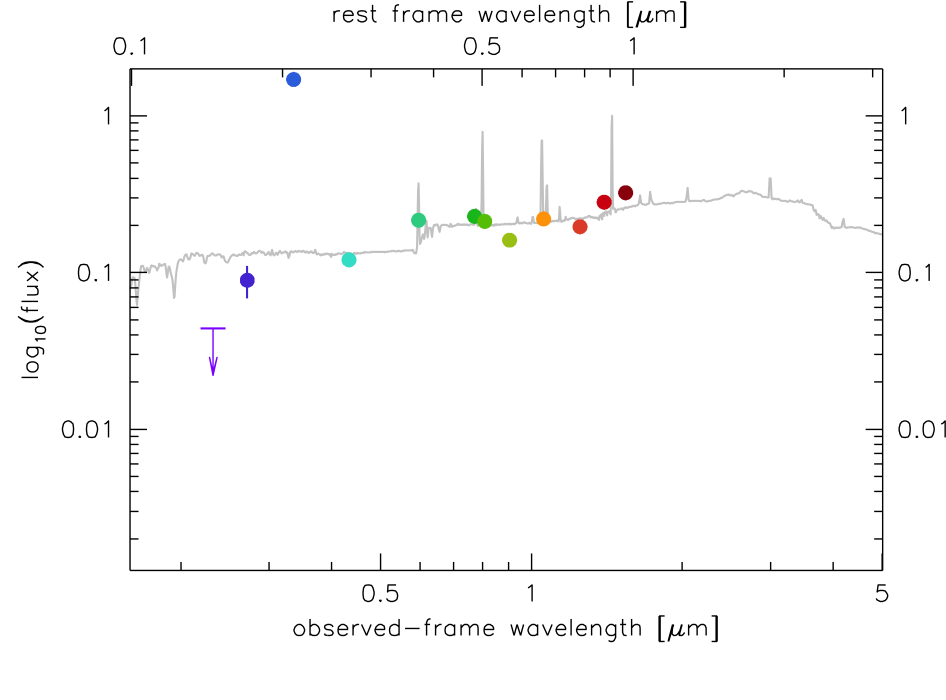 rest frame wavelength [μm]
0.1 0.5 1
1 1
0.1 0.1
0.01 0.01
log₁₀(flux)
0.5 1 5
observed-frame wavelength [μm]